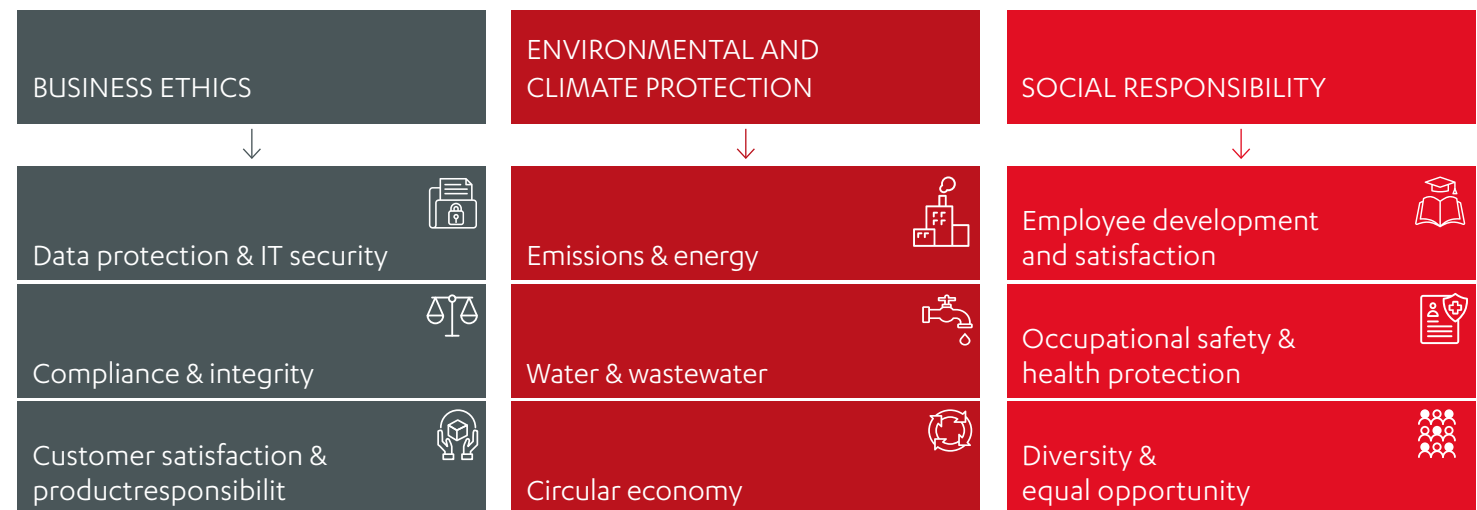 BUSINESS ETHICS
ENVIRONMENTAL AND
CLIMATE PROTECTION
SOCIAL RESPONSIBILITY
Data protection & IT security
Emissions & energy
Employee development
and satisfaction
Compliance & integrity
Water & wastewater
Occupational safety &
health protection
Customer satisfaction &
productresponsibilit
Circular economy
Diversity &
equal opportunity